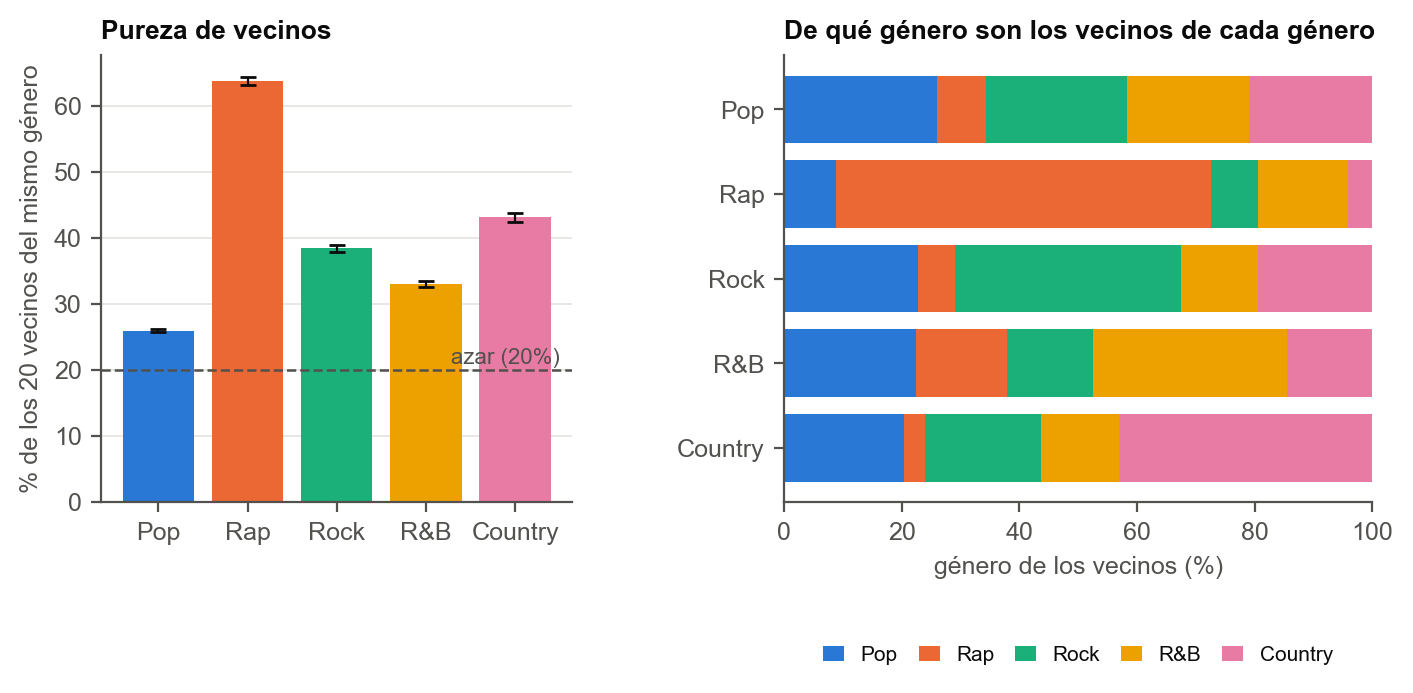 Pureza de vecinos
% de los 20 vecinos del mismo género
60
50
40
30
20
10
0
azar (20%)
Pop
Rap
Rock
R&B
Country
De qué género son los vecinos de cada género
Pop
Rap
Rock
R&B
Country
0
20
40
60
80
100
género de los vecinos (%)
Pop
Rap
Rock
R&B
Country